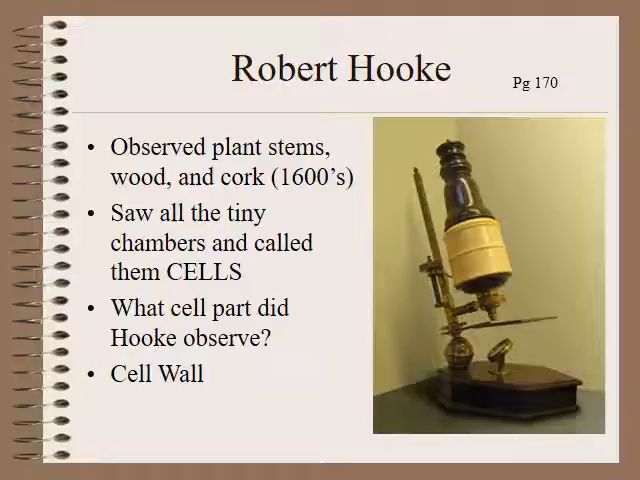 Robert Hooke
Pg 170
• Observed plant stems,
wood, and cork (1600’s)
• Saw all the tiny
chambers and called
them CELLS
• What cell part did
Hooke observe?
• Cell Wall